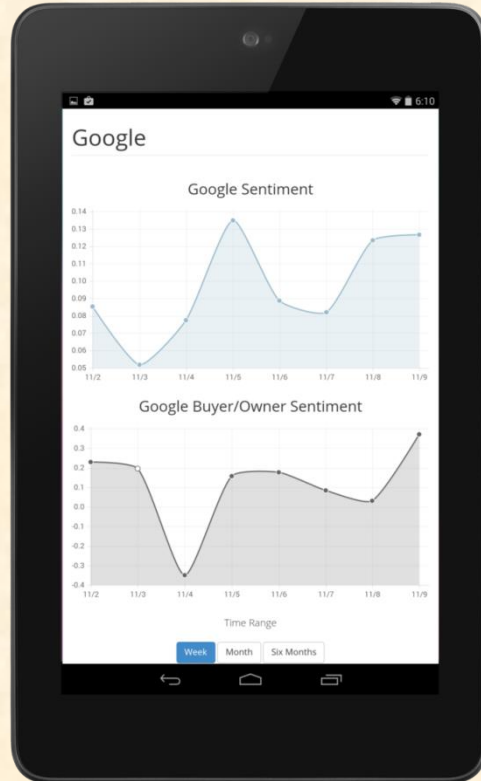 6:10
Google
Google Sentiment
0.14
0.13
0.12
0.11
0.10
0.09
0.08
0.07
0.06
0.05
11/2 11/3 11/4 11/5 11/6 11/7 11/8 11/9
Google Buyer/Owner Sentiment
0.4
0.3
0.2
0.1
0.0
-0.1
-0.2
-0.3
-0.4
11/2 11/3 11/4 11/5 11/6 11/7 11/8 11/9
Time Range
Week Month Six Months